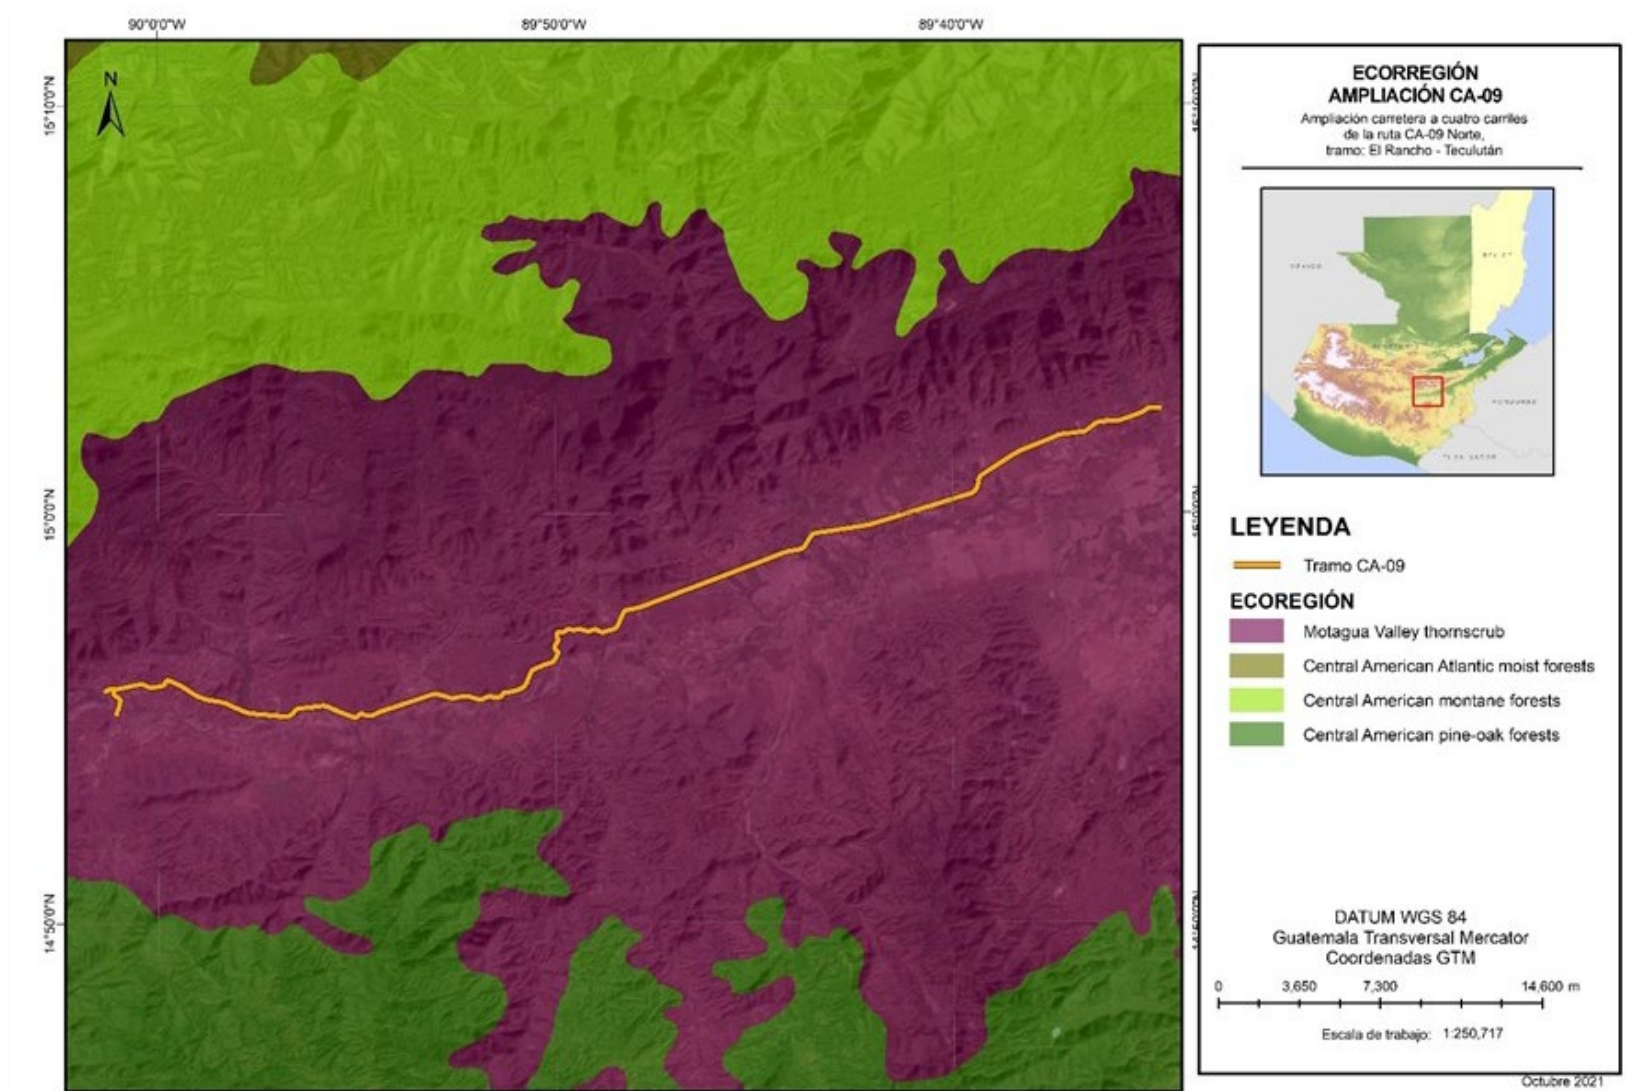 90°0'0"W
89°50'0"W
89°40'0"W
N
15°10'0"N
15°0'0"N
14°50'0"N
15°0'0"N
ECORREGIÓN
AMPLIACIÓN CA-09
Ampliación carretera a cuatro carriles
de la ruta CA-09 Norte,
tramo: El Rancho - Teculután
LEYENDA
Tramo CA-09
ECOREGIÓN
Motagua Valley thornscrub
Central American Atlantic moist forests
Central American montane forests
Central American pine-oak forests
DATUM WGS 84
Guatemala Transversal Mercator
Coordenadas GTM
0 3,650 7,300 14,600 m
Escala de trabajo: 1:250,717
Octubre 2021